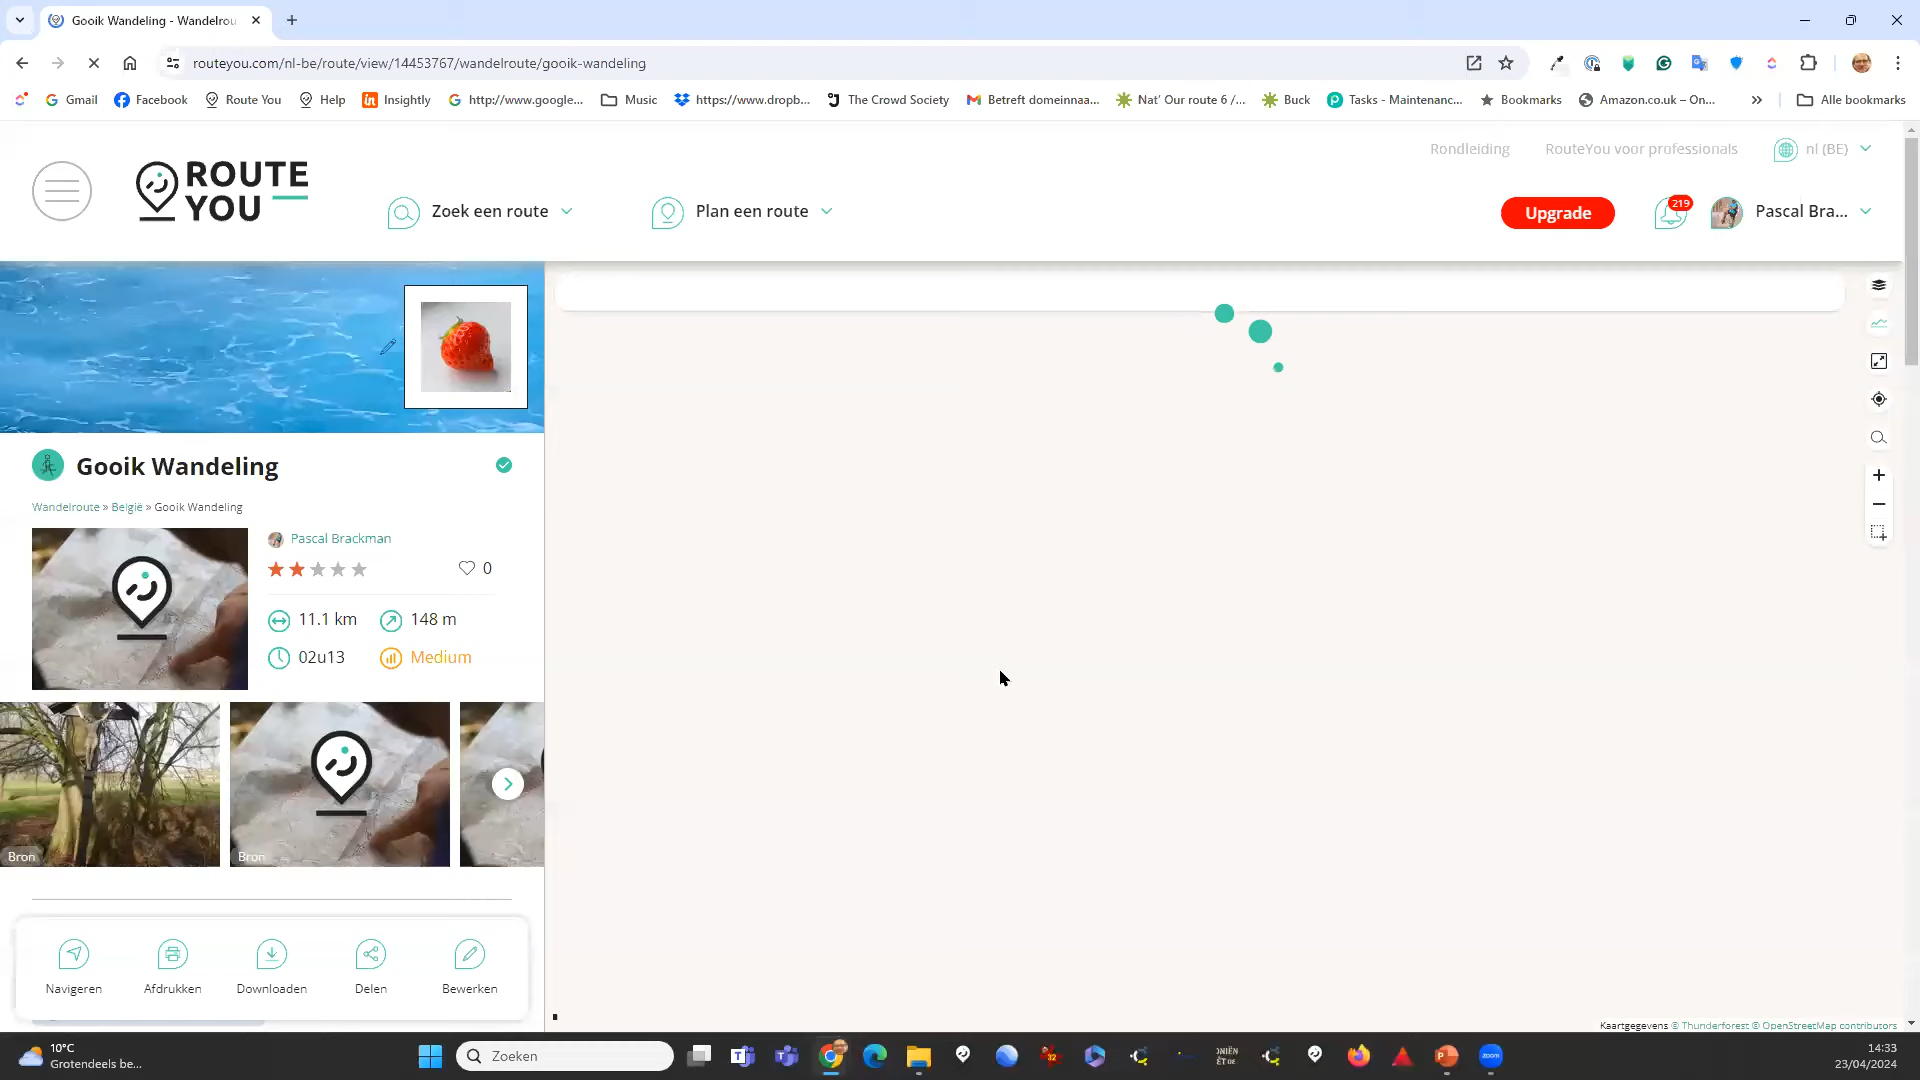 Gooik Wandeling - Wandelrou
routeyou.com/nl-be/route/view/14453767/wandelroute/gooik-wandeling
Gmail Facebook Route You Help Insightly http://www.google... Music https://www.dropb... The Crowd Society Betreft domeinnaa... Nat' Our route 6 /... Buck Tasks - Maintenanc... Bookmarks Amazon.co.uk – On... » Alle bookmarks
Rondleiding RouteYou voor professionals nl (BE)
ROUTE
YOU
Zoek een route Plan een route Upgrade 219 Pascal Bra...
Gooik Wandeling
Wandelroute » België » Gooik Wandeling
Pascal Brackman
0
11.1 km 148 m
02u13 Medium
Bron Bron
Navigeren Afdrukken Downloaden Delen Bewerken
Kaartgegevens © Thunderforest © OpenStreetMap contributors
10°C
Grotendeels be...
Zoeken
32
zoom
14:33
23/04/2024